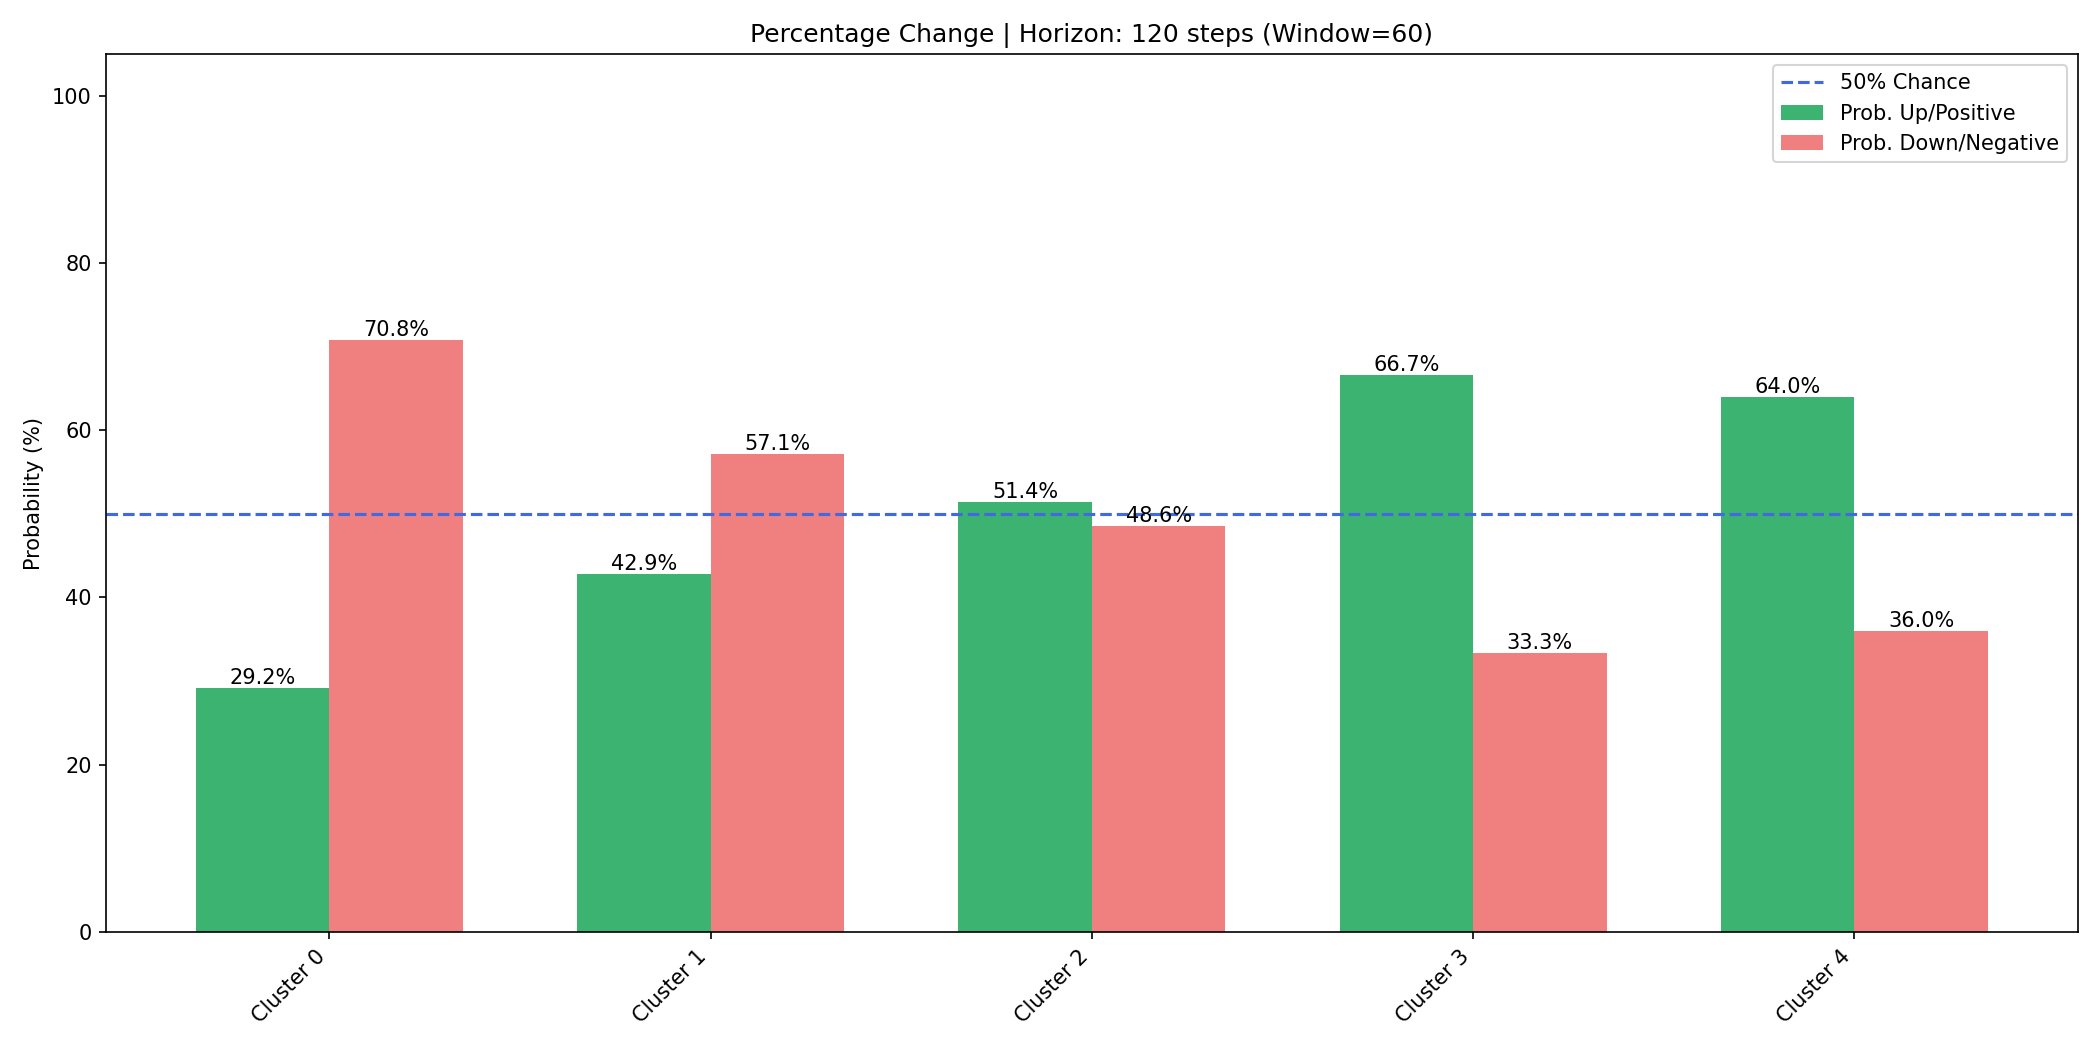 Percentage Change | Horizon: 120 steps (Window=60)
50% Chance
Prob. Up/Positive
Prob. Down/Negative
Probability (%)
100
80
60
40
20
0
29.2%
70.8%
42.9%
57.1%
51.4%
48.6%
66.7%
33.3%
64.0%
36.0%
Cluster 0
Cluster 1
Cluster 2
Cluster 3
Cluster 4